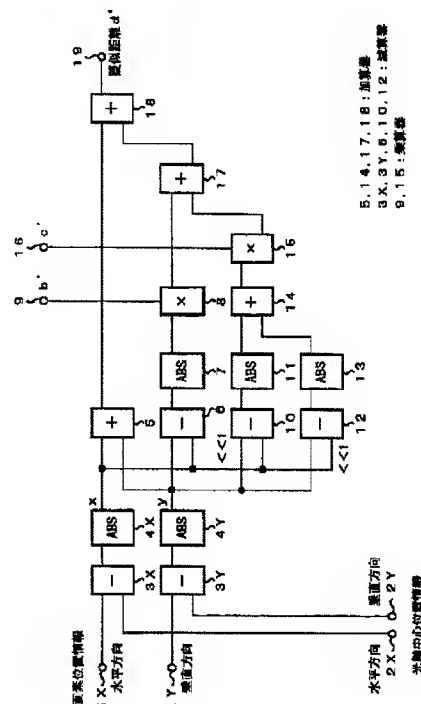 19
疑似距離d'
+
18
+
17
16
c'
9
b'
×
8
×
15
+
14
ABS
7
ABS
11
ABS
13
+
5
−
6
<<1
−
10
−
12
<<1
x
ABS
4X
y
ABS
4Y
−
3X
−
3Y
画素位置情報
X
水平方向
Y
垂直方向
水平方向
2X
垂直方向
2Y
光軸中心位置情報
5,14,17,18:加算器
3X,3Y,6,10,12:減算器
9,15:乗算器